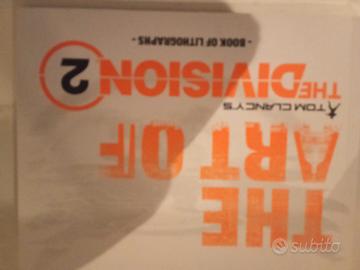 THE
ART OF
TOM CLANCY'S
THE DIVISION 2
- BOOK OF LITHOGRAPHS -
subito